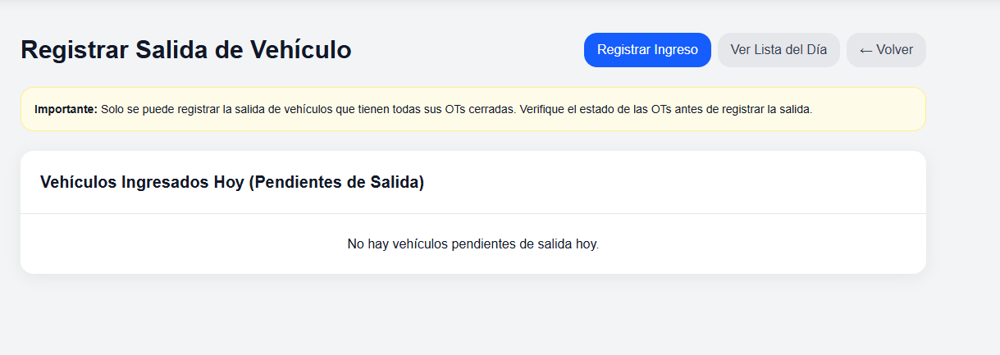 Registrar Salida de Vehículo
Registrar Ingreso
Ver Lista del Día
← Volver
Importante: Solo se puede registrar la salida de vehículos que tienen todas sus OTs cerradas. Verifique el estado de las OTs antes de registrar la salida.
Vehículos Ingresados Hoy (Pendientes de Salida)
No hay vehículos pendientes de salida hoy.